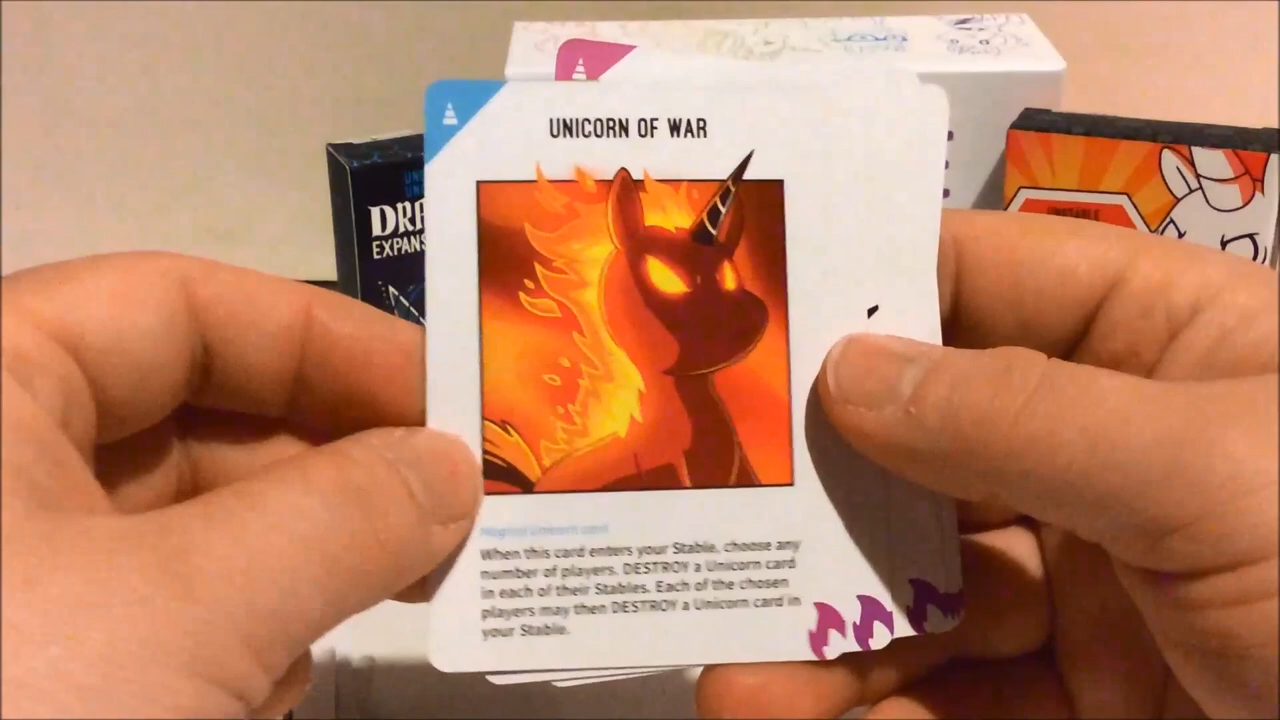 UNICORN OF WAR
DRA
EXPANS
UNSTABLE
Magical Unicorn card
When this card enters your Stable, choose any
number of players. DESTROY a Unicorn card
in each of their Stables. Each of the chosen
players may then DESTROY a Unicorn card in
your Stable.